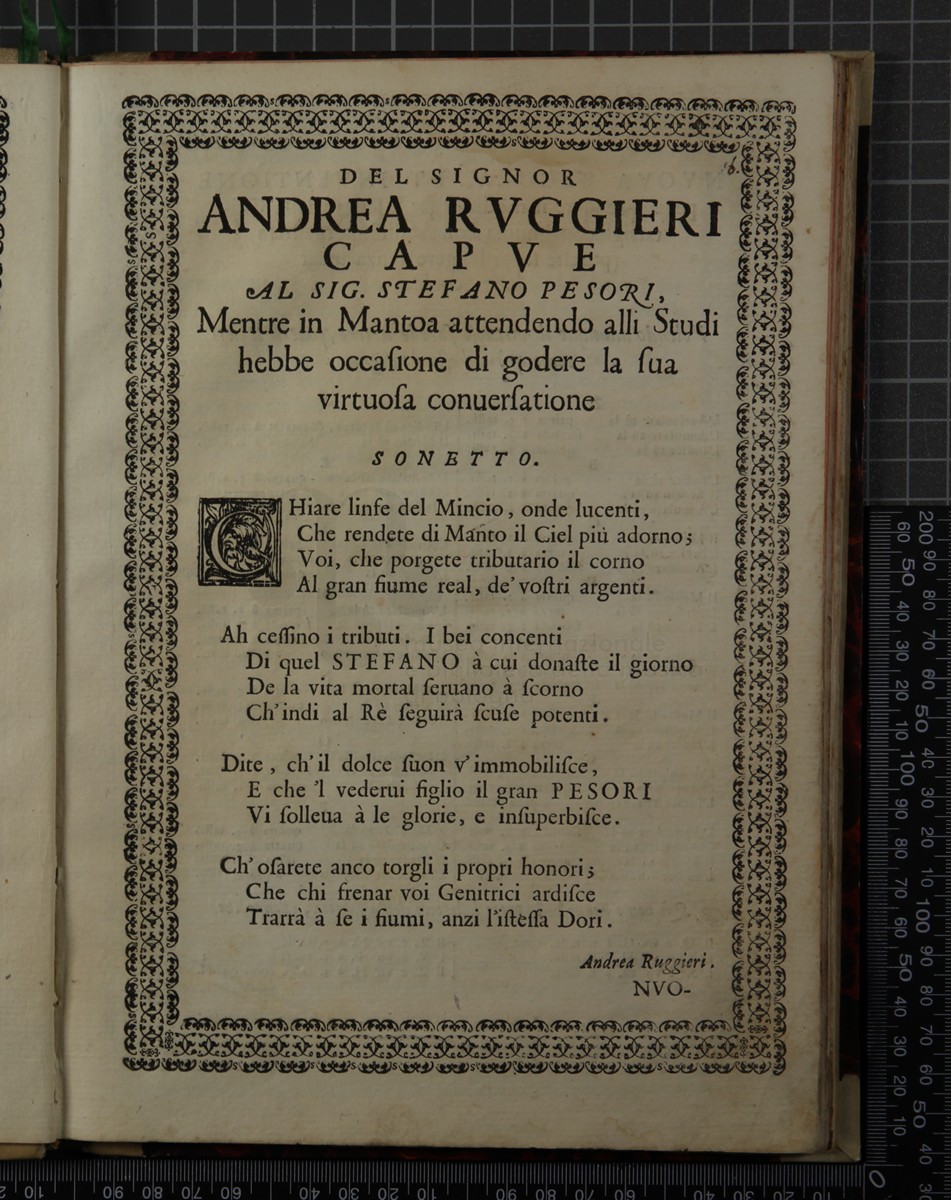 6.
DEL SIGNOR
ANDREA RVGGIERI
CAPVE
AL SIG. STEFANO PESORI,
Mentre in Mantoa attendendo alli Studi
hebbe occaſione di godere la ſua
virtuoſa conuerſatione
SONETTO.
CHiare linfe del Mincio, onde lucenti,
Che rendete di Manto il Ciel più adorno;
Voi, che porgete tributario il corno
Al gran fiume real, de' voſtri argenti.
Ah ceſſino i tributi. I bei concenti
Di quel STEFANO à cui donaſte il giorno
De la vita mortal ſeruano à ſcorno
Ch'indi al Rè ſeguirà ſcuſe potenti.
Dite, ch'il dolce ſuon v'immobiliſce,
E che 'l vederui figlio il gran PESORI
Vi ſolleua à le glorie, e inſuperbiſce.
Ch'oſarete anco torgli i propri honori;
Che chi frenar voi Genitrici ardiſce
Trarrà à ſe i fiumi, anzi l'iſteſſa Dori.
Andrea Ruggieri.
NVO-